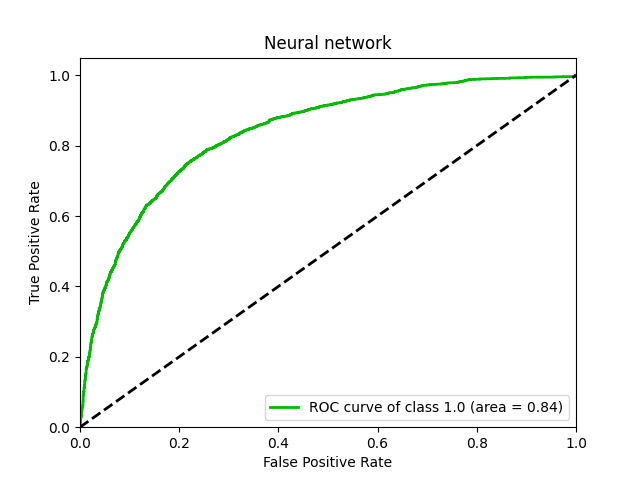 Neural network
1.0
0.8
0.6
0.4
0.2
0.0
True Positive Rate
ROC curve of class 1.0 (area = 0.84)
0.0 0.2 0.4 0.6 0.8 1.0
False Positive Rate